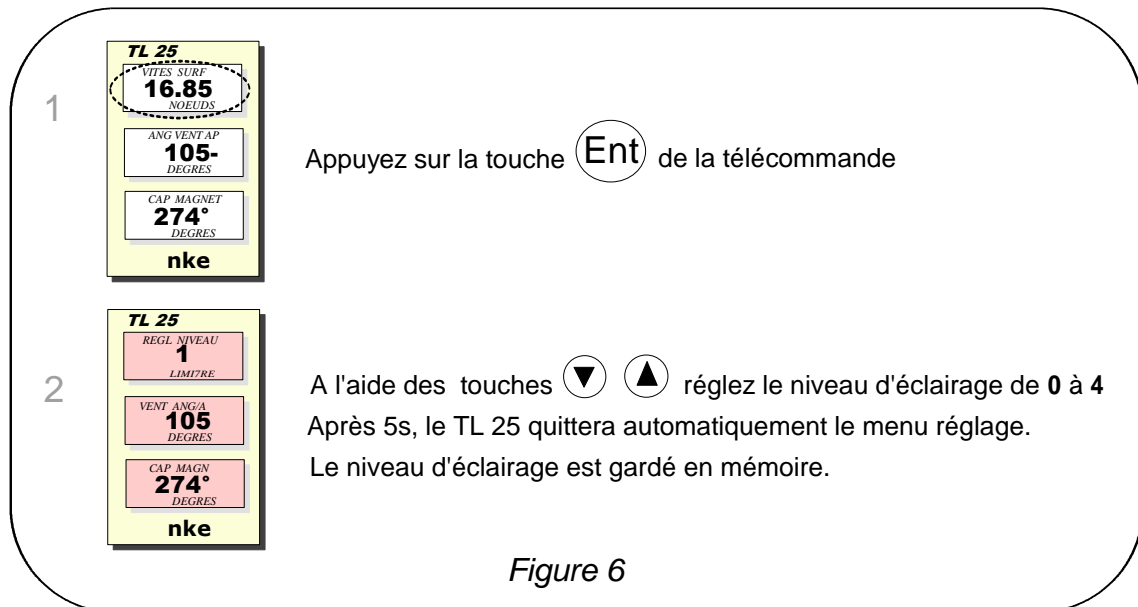 1
TL 25
VITES SURF
16.85
NOEUDS
ANG VENT AP
105-
DEGRES
CAP MAGNET
274°
DEGRES
nke
Appuyez sur la touche Ent de la télécommande
2
TL 25
REGL NIVEAU
1
LIMI7RE
VENT ANG/A
105
DEGRES
CAP MAGN
274°
DEGRES
nke
A l'aide des touches ▼ ▲ réglez le niveau d'éclairage de 0 à 4
Après 5s, le TL 25 quittera automatiquement le menu réglage.
Le niveau d'éclairage est gardé en mémoire.
Figure 6